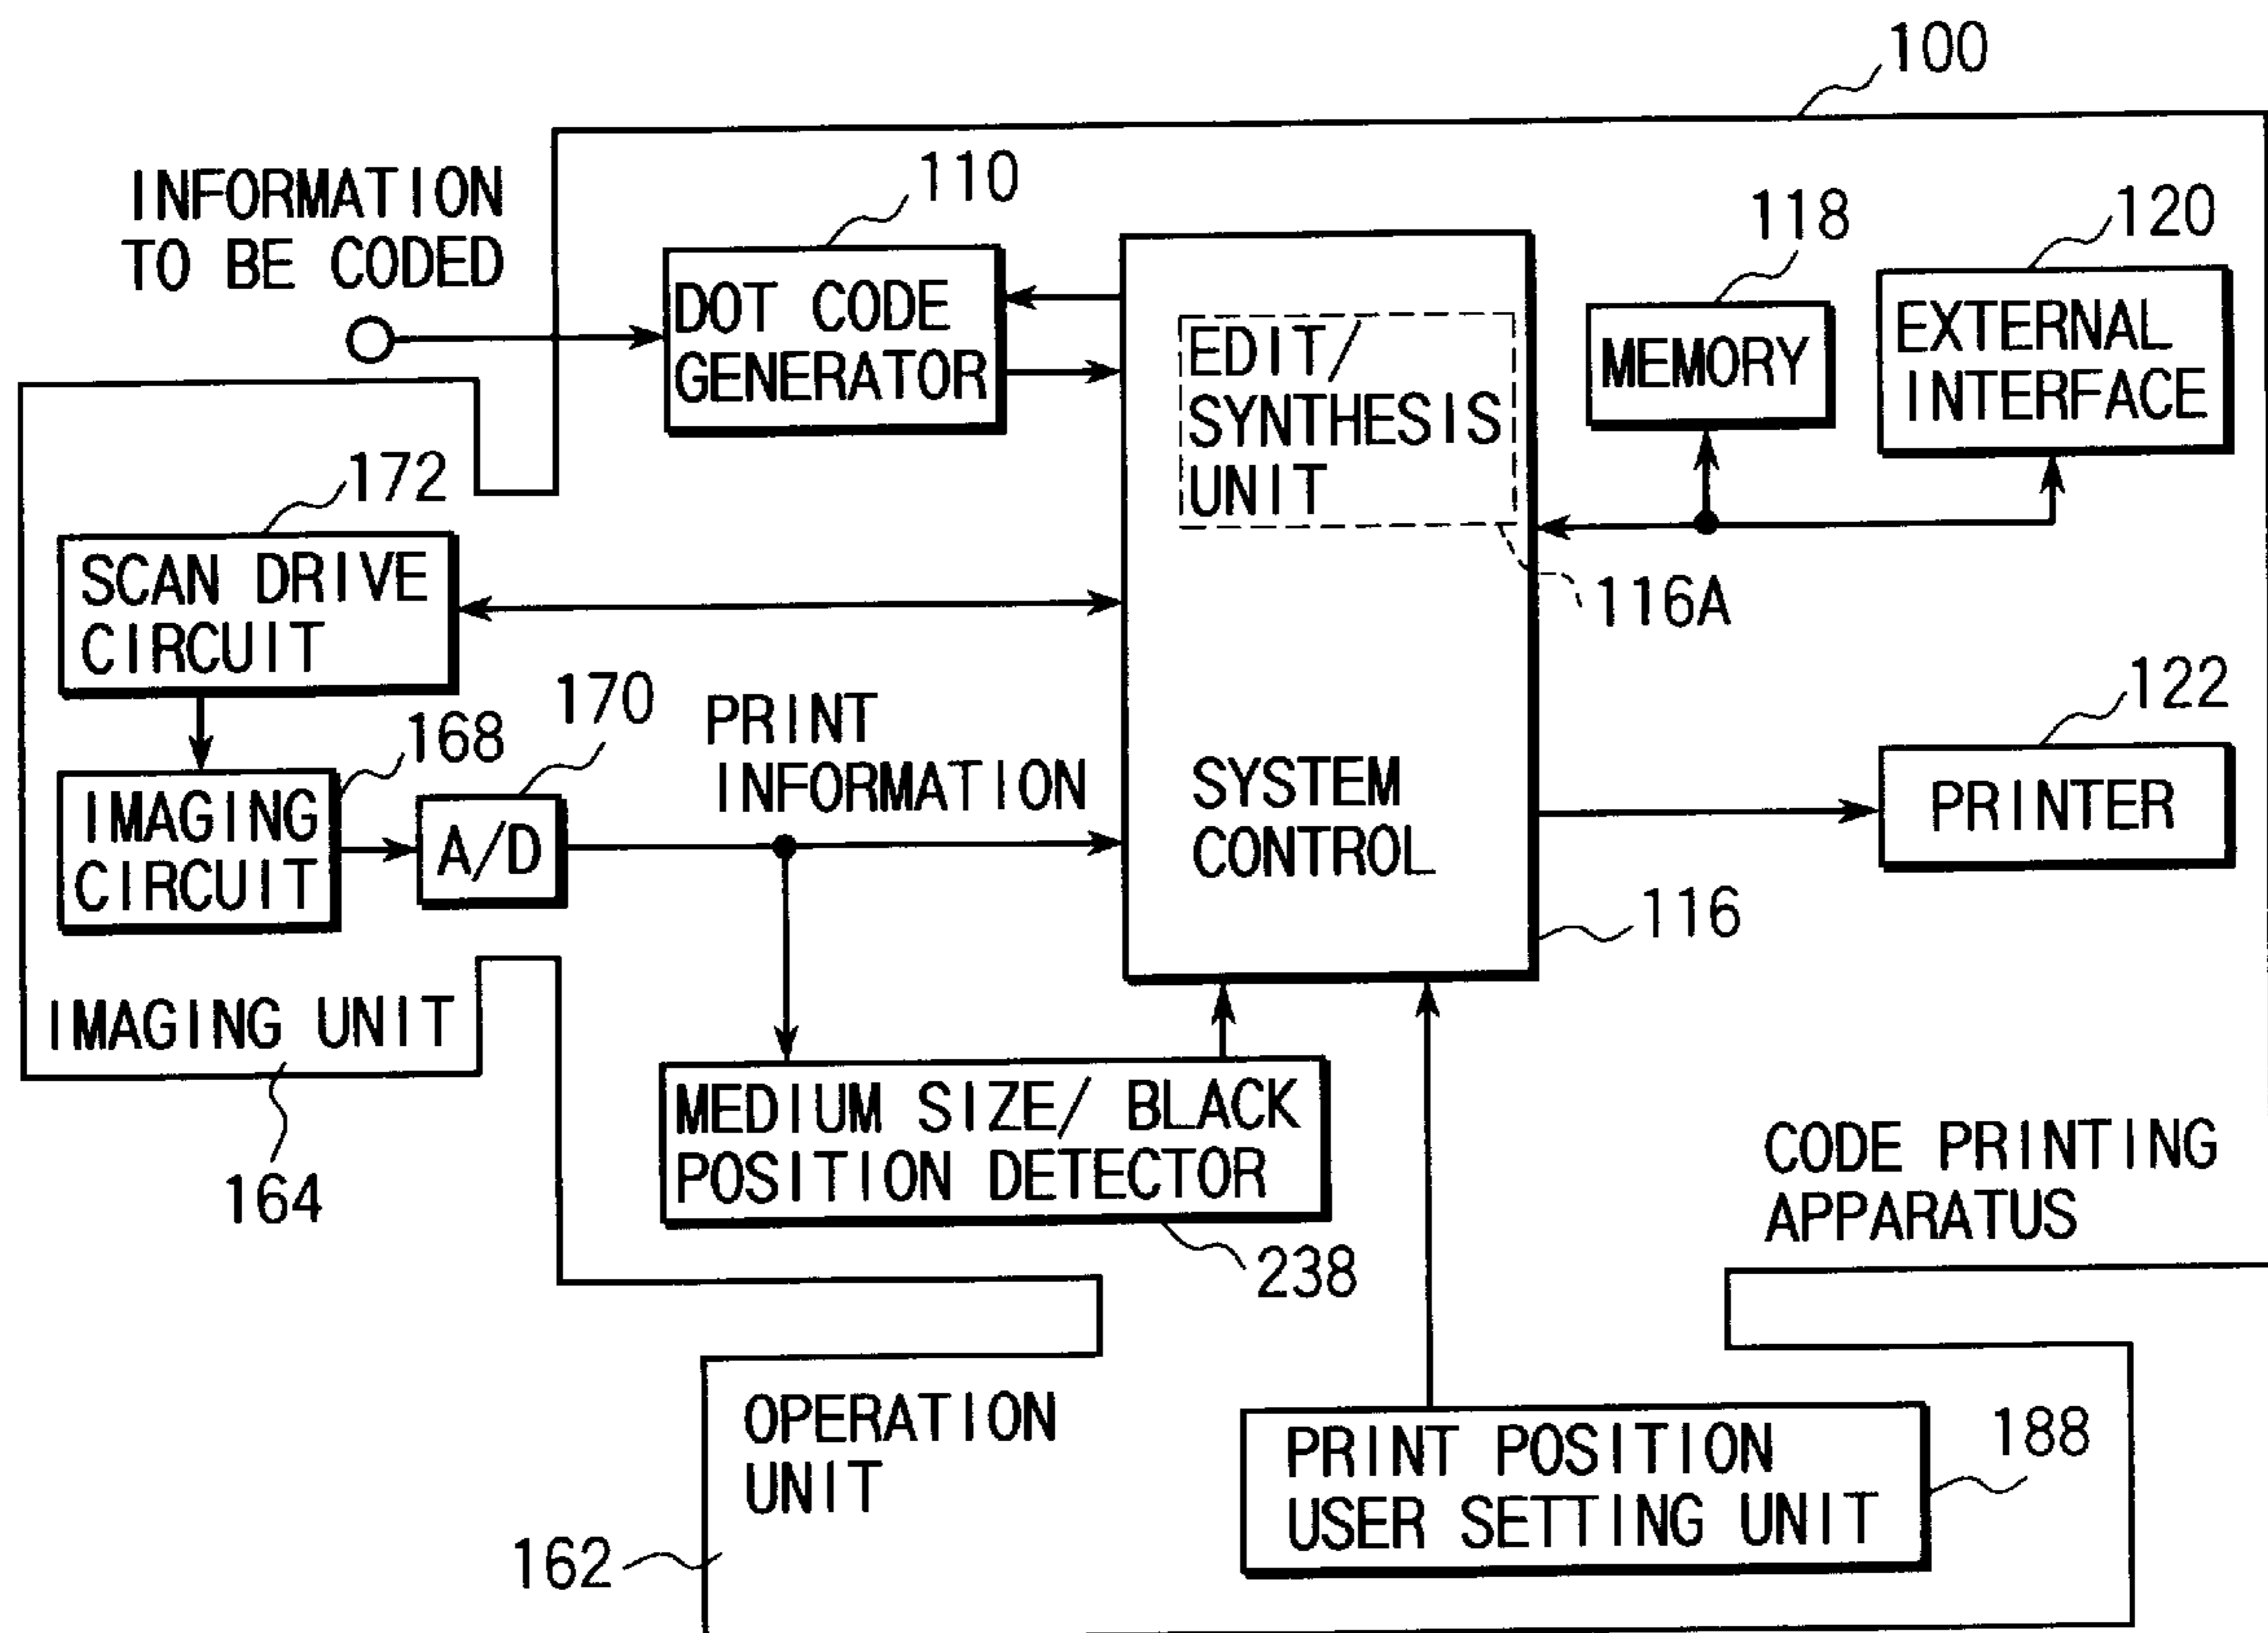 100
INFORMATION
TO BE CODED
110
DOT CODE
GENERATOR
EDIT/
SYNTHESIS
UNIT
116A
118
MEMORY
120
EXTERNAL
INTERFACE
172
SCAN DRIVE
CIRCUIT
168
IMAGING
CIRCUIT
170
A/D
PRINT
INFORMATION
SYSTEM
CONTROL
116
122
PRINTER
IMAGING UNIT
164
MEDIUM SIZE/ BLACK
POSITION DETECTOR
238
CODE PRINTING
APPARATUS
OPERATION
UNIT
162
PRINT POSITION
USER SETTING UNIT
188